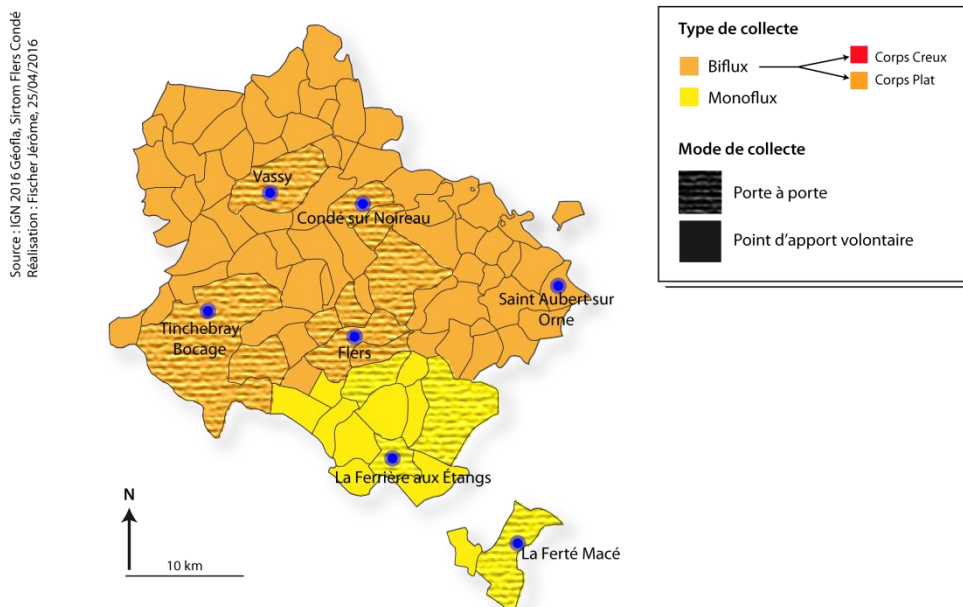 Source : IGN 2016 Géofla, Sirtom Flers Condé
Réalisation : Fischer Jérôme, 25/04/2016
Vassy
Condé sur Noireau
Saint Aubert sur
Orne
Tinchebray
Bocage
Flers
La Ferrière aux Étangs
La Ferté Macé
N
10 km
Type de collecte
Biflux
Corps Creux
Corps Plat
Monoflux
Mode de collecte
Porte à porte
Point d'apport volontaire